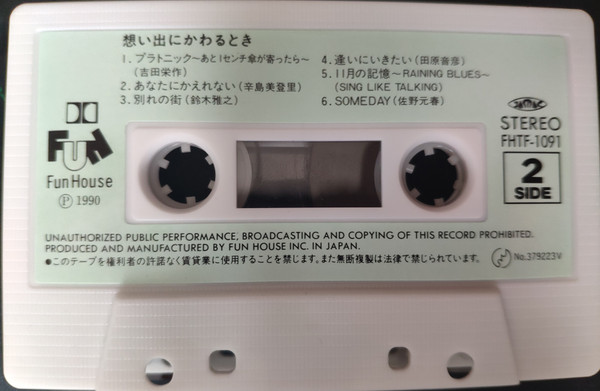 想い出にかわるとき
1. プラトニック〜あと1センチ傘が寄ったら〜
(吉田栄作)
2. あなたにかえれない (辛島美登里)
3. 別れの街 (鈴木雅之)
4. 逢いにいきたい (田原音彦)
5. 11月の記憶〜RAINING BLUES〜
(SING LIKE TALKING)
6. SOMEDAY (佐野元春)
Fun
Fun House
Ⓟ 1990
STEREO
FHTF-1091
2
SIDE
UNAUTHORIZED PUBLIC PERFORMANCE, BROADCASTING AND COPYING OF THIS RECORD PROHIBITED.
PRODUCED AND MANUFACTURED BY FUN HOUSE INC. IN JAPAN.
●このテープを権利者の許諾なく賃貸業に使用することを禁じます。また無断複製は法律で禁じられています。
No.379223V